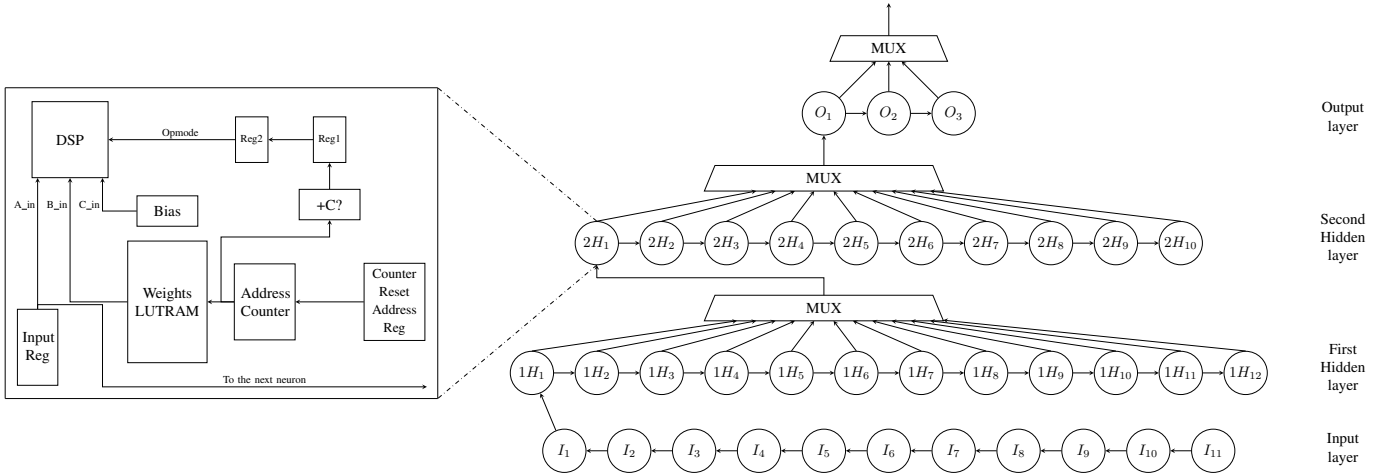 DSP
Opmode
Reg2
Reg1
A_in
B_in
C_in
Bias
+C?
Weights
LUTRAM
Address
Counter
Counter
Reset
Address
Reg
Input
Reg
To the next neuron
MUX
O1
O2
O3
Output
layer
MUX
2H1
2H2
2H3
2H4
2H5
2H6
2H7
2H8
2H9
2H10
Second
Hidden
layer
MUX
1H1
1H2
1H3
1H4
1H5
1H6
1H7
1H8
1H9
1H10
1H11
1H12
First
Hidden
layer
I1
I2
I3
I4
I5
I6
I7
I8
I9
I10
I11
Input
layer